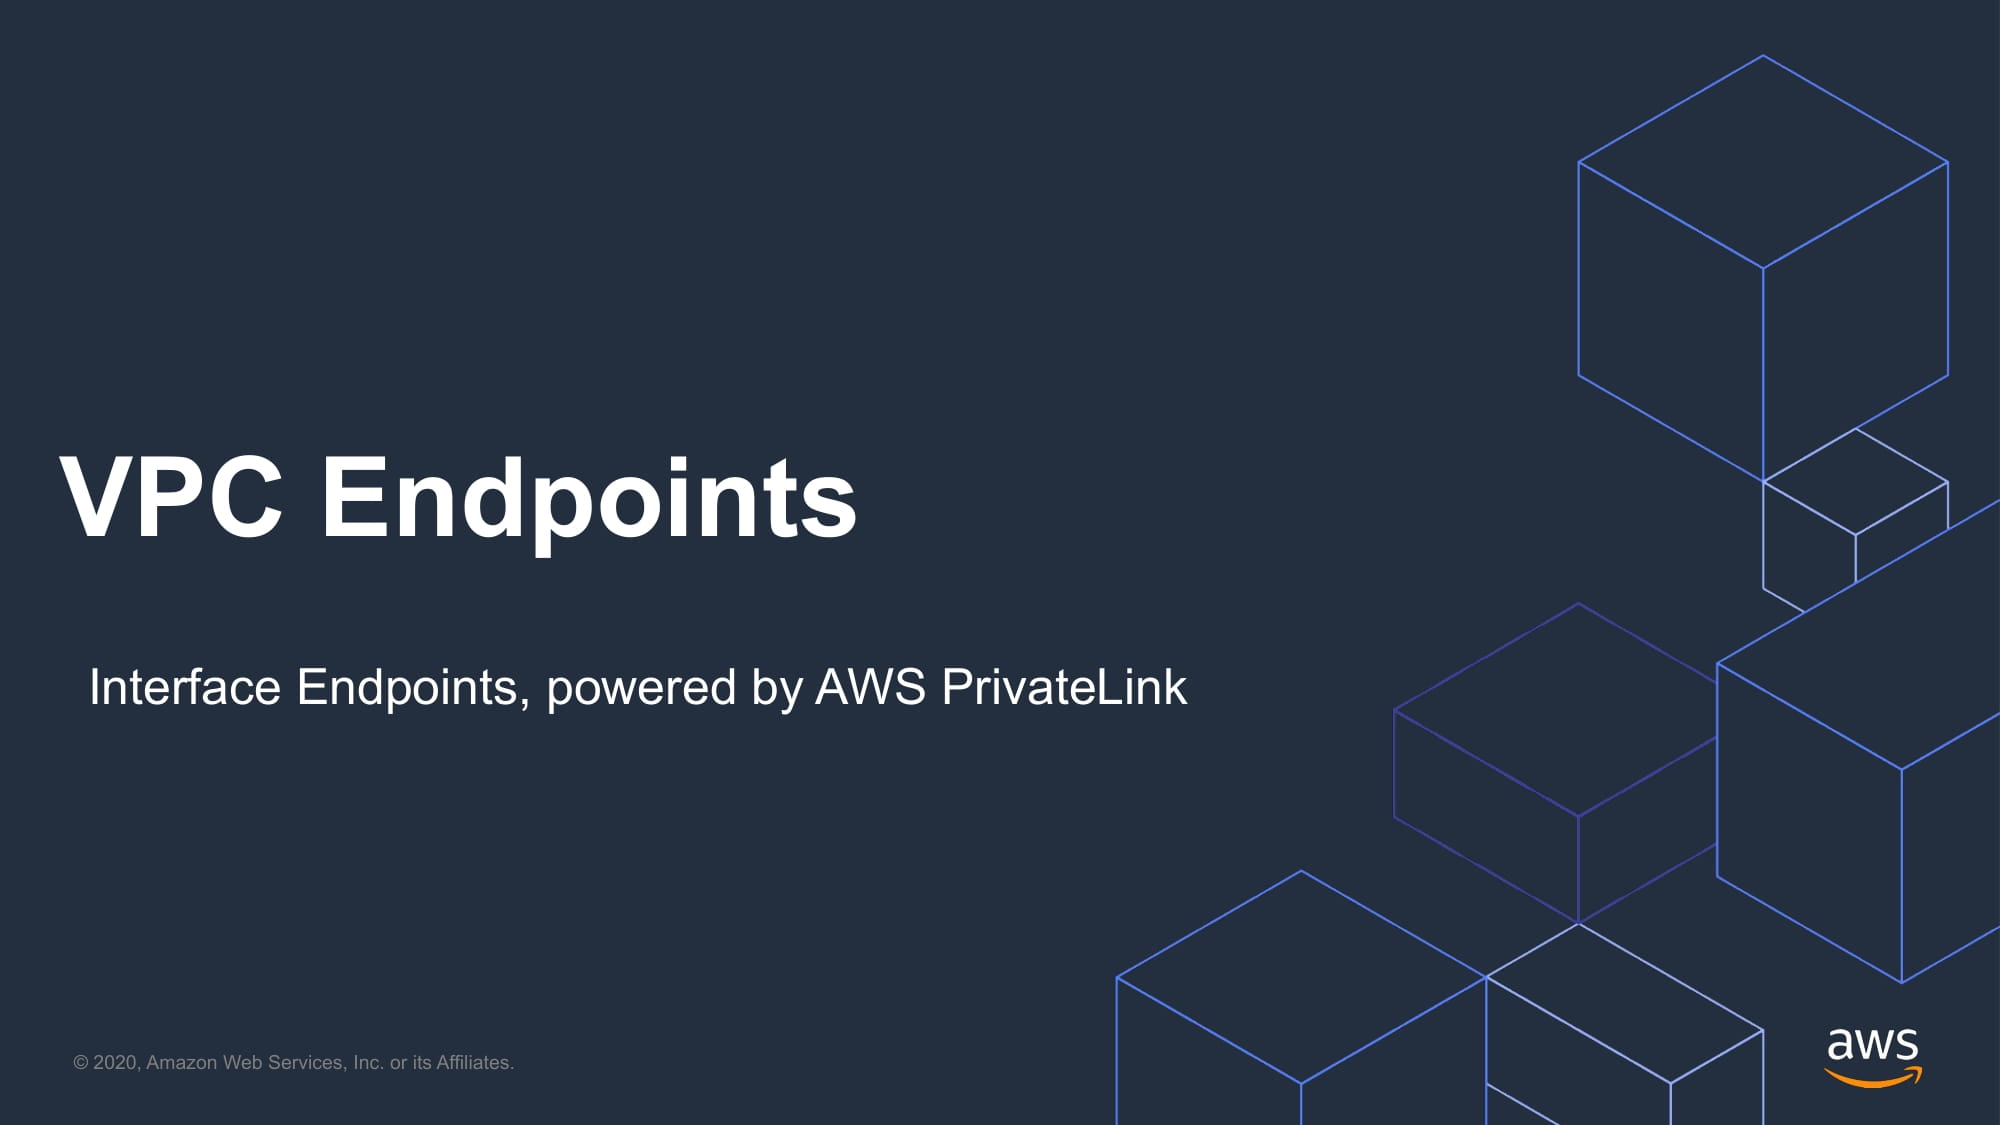 VPC Endpoints
Interface Endpoints, powered by AWS PrivateLink
© 2020, Amazon Web Services, Inc. or its Affiliates.
aws